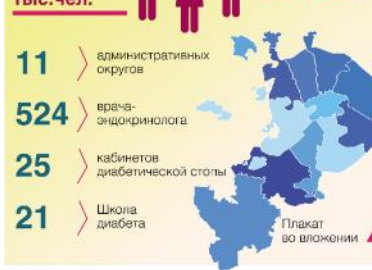 тыс.чел.
11
административных
округов
524
врача-
эндокринолога
25
кабинетов
диабетической стопы
21
Школа
диабета
Плакат
во вложении